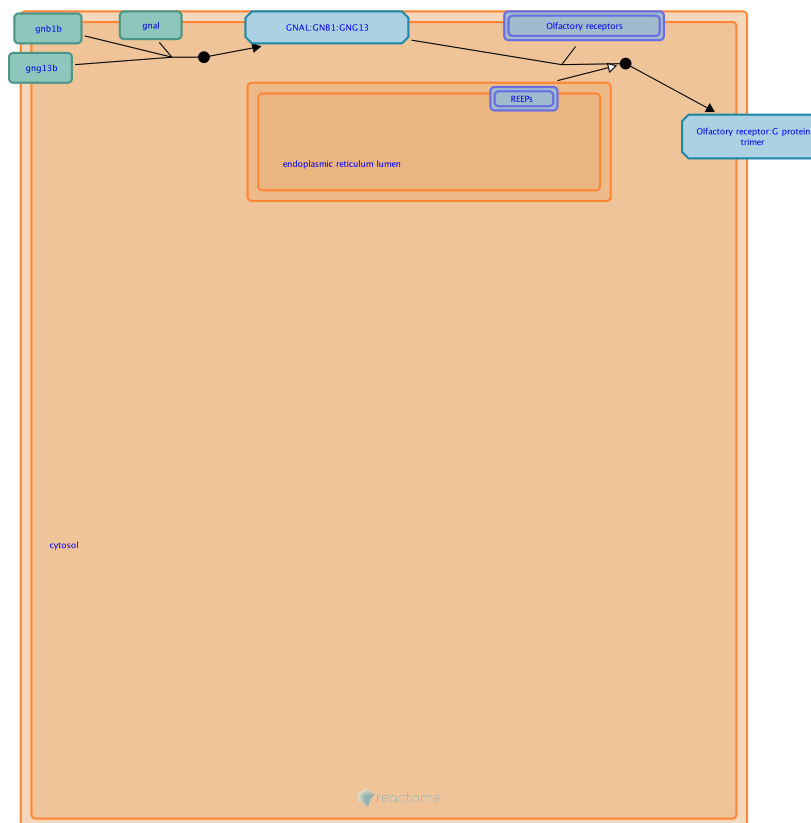 gnb1b
gnal
GNAL:GNB1:GNG13
Olfactory receptors
gng13b
REEPs
Olfactory receptor:G protein
trimer
endoplasmic reticulum lumen
cytosol
reactome